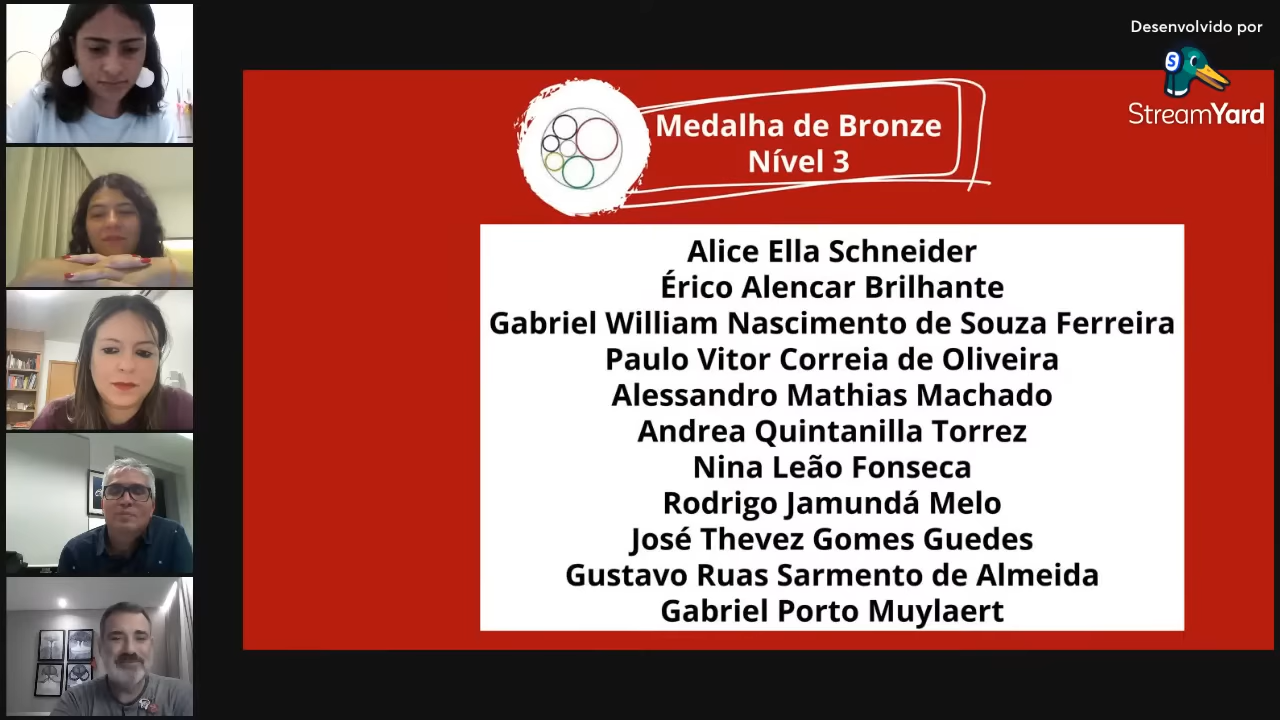 Desenvolvido por
S
StreamYard
Medalha de Bronze
Nível 3
Alice Ella Schneider
Érico Alencar Brilhante
Gabriel William Nascimento de Souza Ferreira
Paulo Vitor Correia de Oliveira
Alessandro Mathias Machado
Andrea Quintanilla Torrez
Nina Leão Fonseca
Rodrigo Jamundá Melo
José Thevez Gomes Guedes
Gustavo Ruas Sarmento de Almeida
Gabriel Porto Muylaert